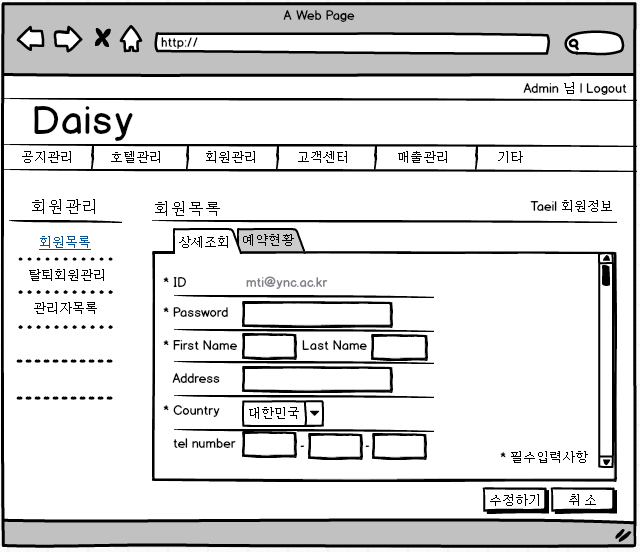 A Web Page
http://
Admin 님 | Logout
Daisy
공지관리 호텔관리 회원관리 고객센터 매출관리 기타
회원관리
회원목록
탈퇴회원관리
관리자목록
회원목록 Taeil 회원정보
상세조회 예약현황
* ID mti@ync.ac.kr
* Password
* First Name Last Name
Address
* Country 대한민국
tel number - -
* 필수입력사항
수정하기 취 소